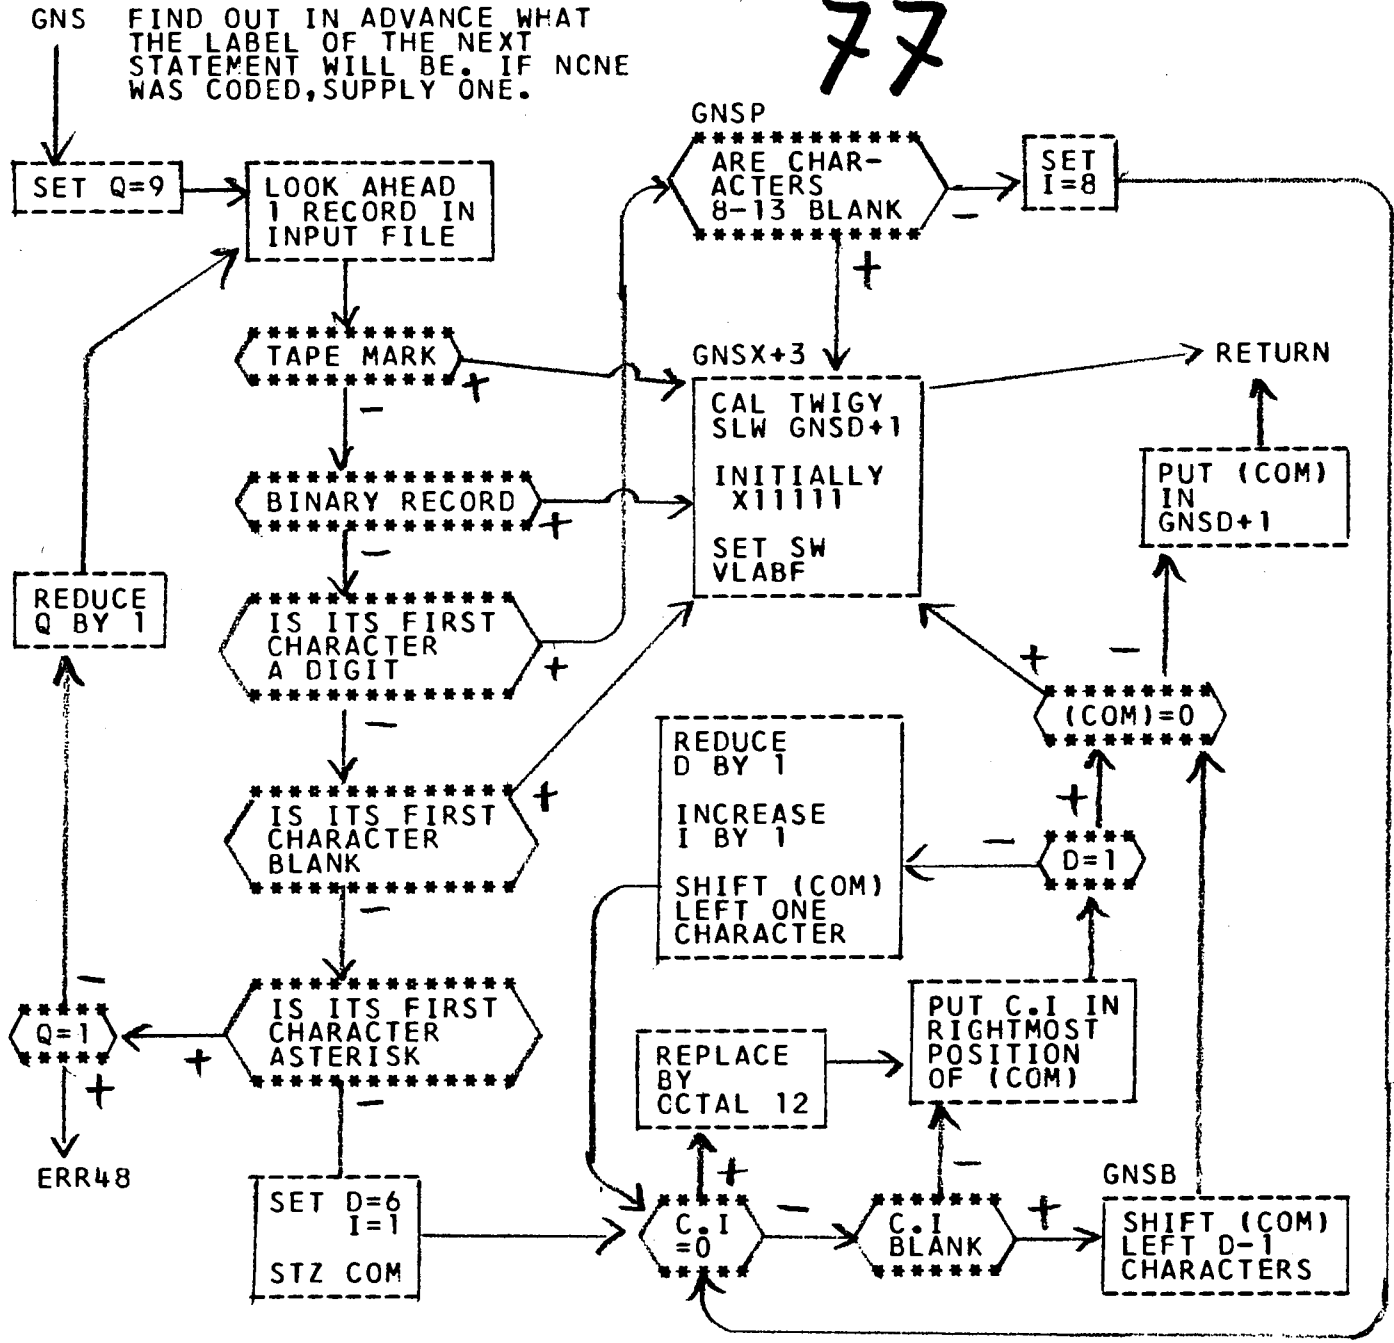 GNS
FIND OUT IN ADVANCE WHAT
THE LABEL OF THE NEXT
STATEMENT WILL BE. IF NCNE
WAS CODED,SUPPLY ONE.
77
SET Q=9
LOOK AHEAD
1 RECORD IN
INPUT FILE
GNSP
ARE CHAR-
ACTERS
8-13 BLANK
-
+
SET
I=8
TAPE MARK
+
-
GNSX+3
CAL TWIGY
SLW GNSD+1
INITIALLY
X11111
SET SW
VLABF
RETURN
BINARY RECORD
+
-
PUT (COM)
IN
GNSD+1
REDUCE
Q BY 1
IS ITS FIRST
CHARACTER
A DIGIT
+
-
+
-
(COM)=0
IS ITS FIRST
CHARACTER
BLANK
+
-
REDUCE
D BY 1
INCREASE
I BY 1
SHIFT (COM)
LEFT ONE
CHARACTER
+
-
D=1
-
Q=1
+
IS ITS FIRST
CHARACTER
ASTERISK
+
-
REPLACE
BY
CCTAL 12
PUT C.I IN
RIGHTMOST
POSITION
OF (COM)
ERR48
SET D=6
I=1
STZ COM
+
C.I
=0
-
-
C.I
BLANK
+
GNSB
SHIFT (COM)
LEFT D-1
CHARACTERS